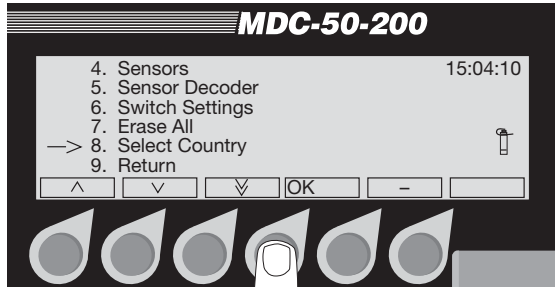 MDC-50-200
4. Sensors 15:04:10
5. Sensor Decoder
6. Switch Settings
7. Erase All
—> 8. Select Country
9. Return
OK –